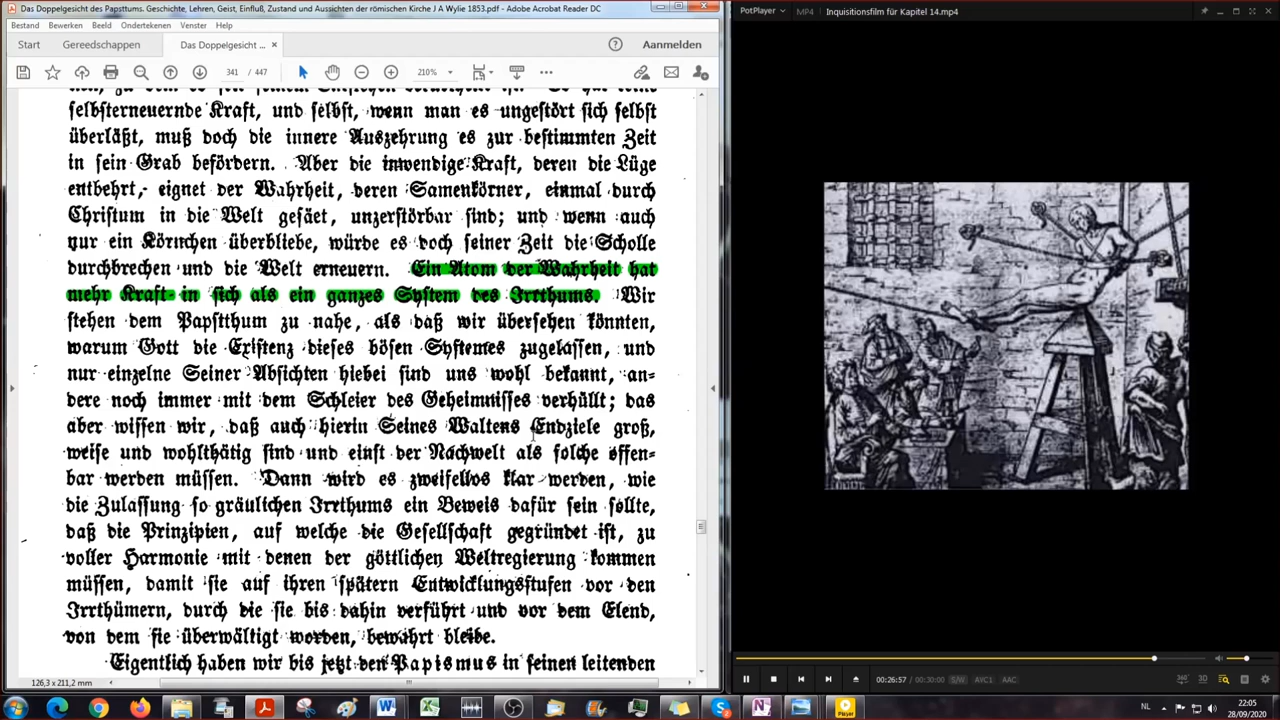 Das Doppelgesicht des Papsttums. Geschichte, Lehren, Geist, Einfluß, Zustand und Aussichten der römischen Kirche J A Wylie 1853.pdf - Adobe Acrobat Reader DC
Bestand Bewerken Beeld Ondertekenen Venster Help
Start Gereedschappen Das Doppelgesicht ... × Aanmelden
341 / 447 210%
selbsterneuernde Kraft, und selbst, wenn man es ungestört sich selbst
überläßt, muß doch die innere Auszehrung es zur bestimmten Zeit
in sein Grab befördern. Aber die inwendige Kraft, deren die Lüge
entbehrt, eignet der Wahrheit, deren Samenkörner, einmal durch
Christum in die Welt gesäet, unzerstörbar sind; und wenn auch
nur ein Körnchen überbliebe, würde es doch seiner Zeit die Scholle
durchbrechen und die Welt erneuern. Ein Atom der Wahrheit hat
mehr Kraft in sich als ein ganzes System des Irrthums. Wir
stehen dem Papstthum zu nahe, als daß wir übersehen könnten,
warum Gott die Existenz dieses bösen Systemes zugelassen, und
nur einzelne Seiner Absichten hiebei sind uns wohl bekannt, an-
dere noch immer mit dem Schleier des Geheimnisses verhüllt; das
aber wissen wir, daß auch hierin Seines Waltens Endziele groß,
weise und wohlthätig sind und einst der Nachwelt als solche offen-
bar werden müssen. Dann wird es zweifellos klar werden, wie
die Zulassung so gräulichen Irrthums ein Beweis dafür sein sollte,
daß die Prinzipien, auf welche die Gesellschaft gegründet ist, zu
voller Harmonie mit denen der göttlichen Weltregierung kommen
müssen, damit sie auf ihren spätern Entwicklungsstufen vor den
Irrthümern, durch die sie bis dahin verführt und vor dem Elend,
von dem sie überwältigt worden, bewahrt bleibe.
Eigentlich haben wir bis jetzt den Papismus in seinen leitenden
126,3 x 211,2 mm
PotPlayer MP4 Inquisitionsfilm für Kapitel 14.mp4
00:26:57 / 00:30:00 S/W AVC1 AAC
360° 3D
NL 22:05
28/09/2020